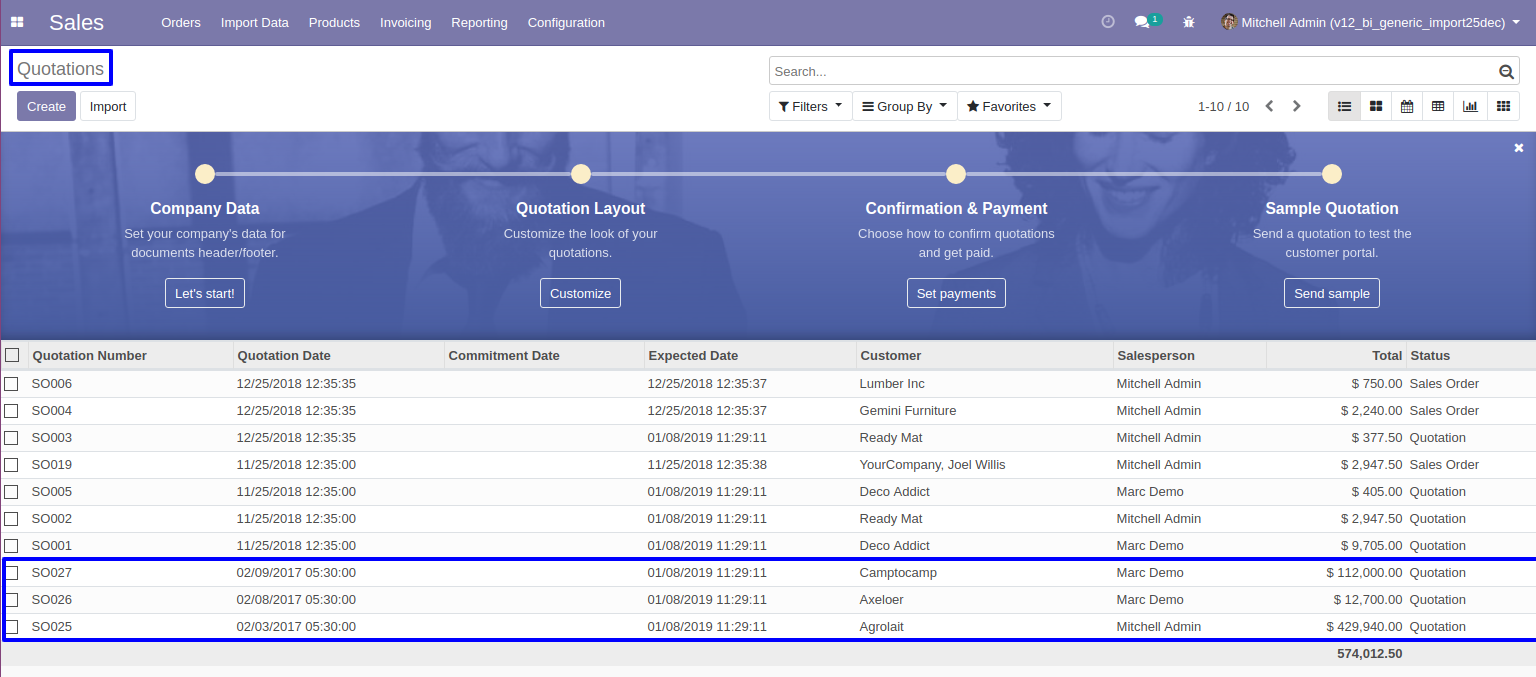 Sales Orders Import Data Products Invoicing Reporting Configuration 1 Mitchell Admin (v12_bi_generic_import25dec)
Quotations
Search...
Create Import Filters Group By Favorites 1-10 / 10
Company Data Quotation Layout Confirmation & Payment Sample Quotation
Set your company's data for Customize the look of your Choose how to confirm quotations Send a quotation to test the
documents header/footer. quotations. and get paid. customer portal.
Let's start! Customize Set payments Send sample
Quotation Number Quotation Date Commitment Date Expected Date Customer Salesperson Total Status
SO006 12/25/2018 12:35:35 12/25/2018 12:35:37 Lumber Inc Mitchell Admin $ 750.00 Sales Order
SO004 12/25/2018 12:35:35 12/25/2018 12:35:37 Gemini Furniture Mitchell Admin $ 2,240.00 Sales Order
SO003 12/25/2018 12:35:35 01/08/2019 11:29:11 Ready Mat Mitchell Admin $ 377.50 Quotation
SO019 11/25/2018 12:35:00 11/25/2018 12:35:38 YourCompany, Joel Willis Mitchell Admin $ 2,947.50 Sales Order
SO005 11/25/2018 12:35:00 01/08/2019 11:29:11 Deco Addict Marc Demo $ 405.00 Quotation
SO002 11/25/2018 12:35:00 01/08/2019 11:29:11 Ready Mat Mitchell Admin $ 2,947.50 Quotation
SO001 11/25/2018 12:35:00 01/08/2019 11:29:11 Deco Addict Marc Demo $ 9,705.00 Quotation
SO027 02/09/2017 05:30:00 01/08/2019 11:29:11 Camptocamp Marc Demo $ 112,000.00 Quotation
SO026 02/08/2017 05:30:00 01/08/2019 11:29:11 Axeloer Marc Demo $ 12,700.00 Quotation
SO025 02/03/2017 05:30:00 01/08/2019 11:29:11 Agrolait Mitchell Admin $ 429,940.00 Quotation
574,012.50